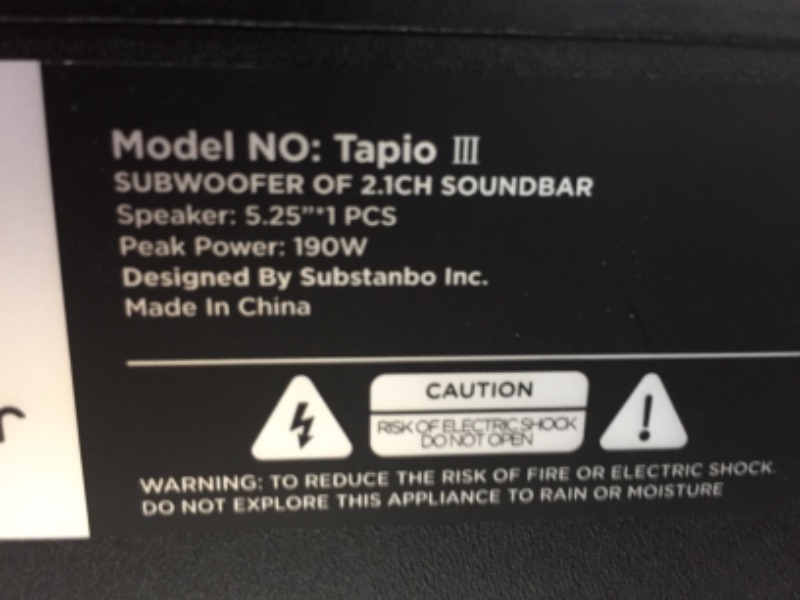 Model NO: Tapio III
SUBWOOFER OF 2.1CH SOUNDBAR
Speaker: 5.25"*1 PCS
Peak Power: 190W
Designed By Substanbo Inc.
Made In China
CAUTION
RISK OF ELECTRIC SHOCK
DO NOT OPEN
WARNING: TO REDUCE THE RISK OF FIRE OR ELECTRIC SHOCK.
DO NOT EXPLORE THIS APPLIANCE TO RAIN OR MOISTURE